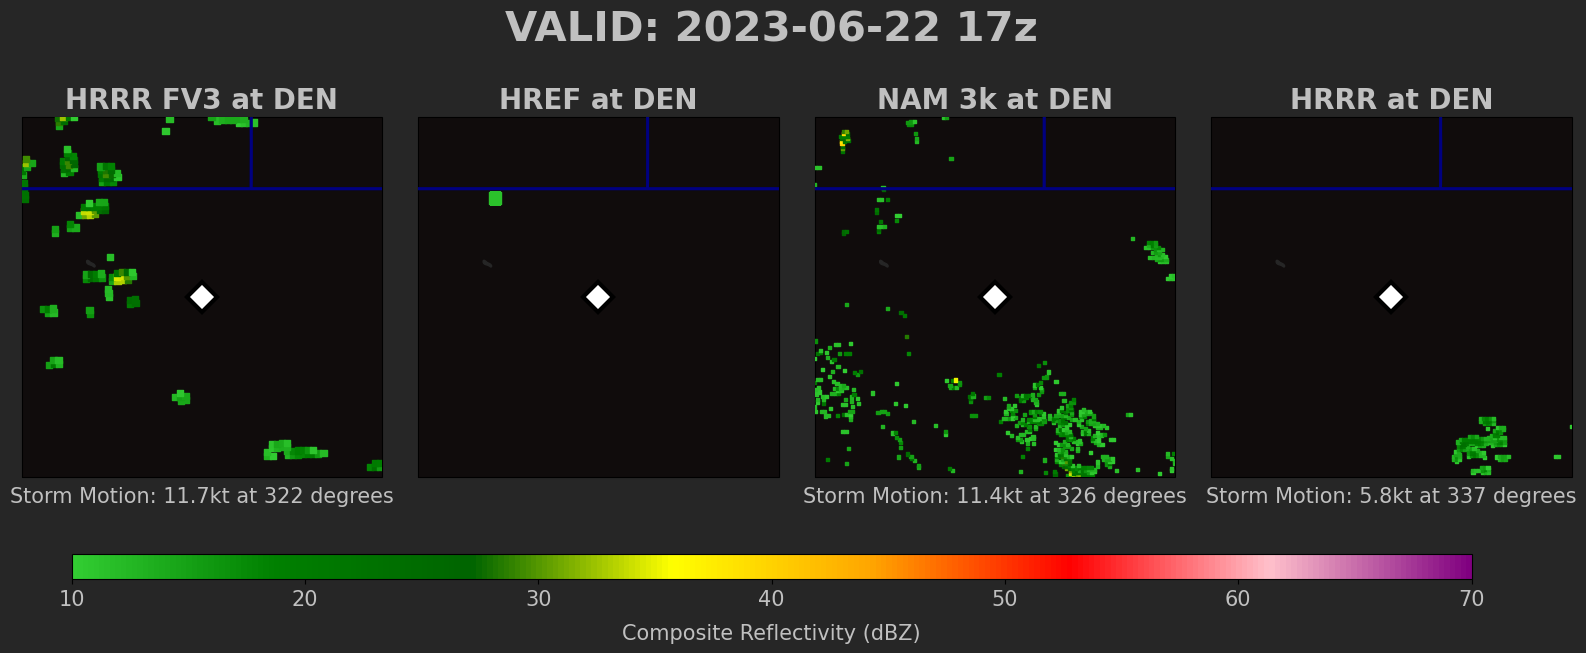 VALID: 2023-06-22 17z
HRRR FV3 at DEN
HREF at DEN
NAM 3k at DEN
HRRR at DEN
Storm Motion: 11.7kt at 322 degrees
Storm Motion: 11.4kt at 326 degrees
Storm Motion: 5.8kt at 337 degrees
10 20 30 40 50 60 70
Composite Reflectivity (dBZ)